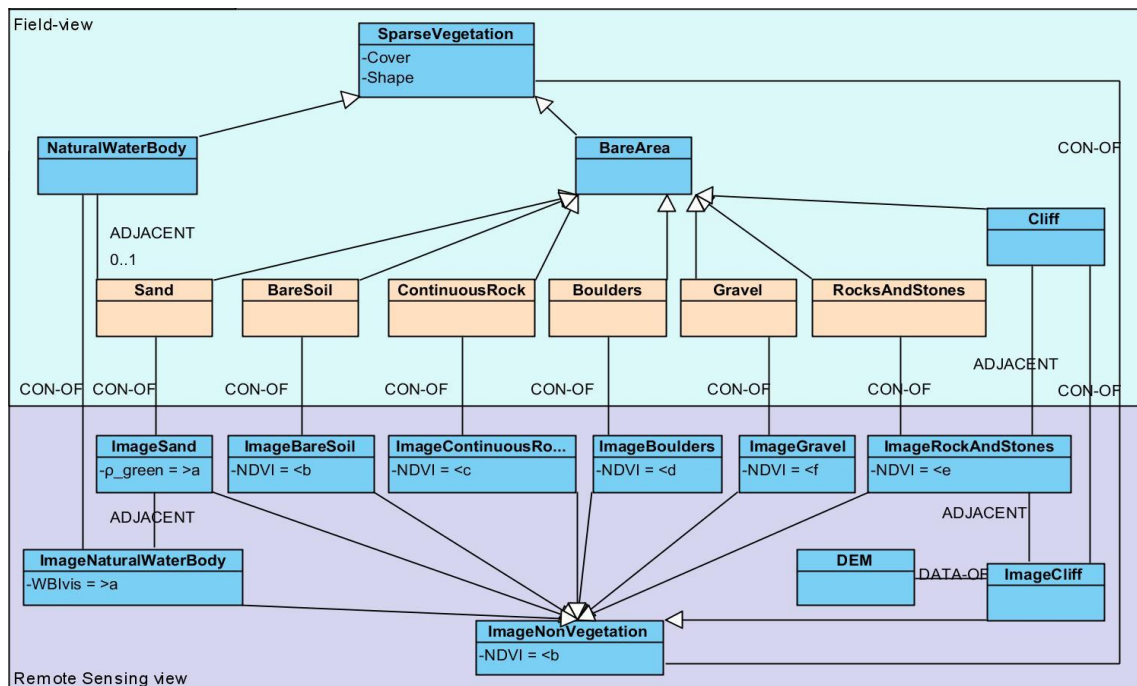 Field-view
SparseVegetation
-Cover
-Shape
NaturalWaterBody
BareArea
CON-OF
Cliff
ADJACENT
0..1
Sand
BareSoil
ContinuousRock
Boulders
Gravel
RocksAndStones
ADJACENT
CON-OF
CON-OF
CON-OF
CON-OF
CON-OF
CON-OF
CON-OF
ImageSand
-ρ_green = >a
ImageBareSoil
-NDVI = <b
ImageContinuousRo...
-NDVI = <c
ImageBoulders
-NDVI = <d
ImageGravel
-NDVI = <f
ImageRockAndStones
-NDVI = <e
ADJACENT
ADJACENT
ImageNaturalWaterBody
-WBIvis = >a
DEM
DATA-OF
ImageCliff
ImageNonVegetation
-NDVI = <b
Remote Sensing view